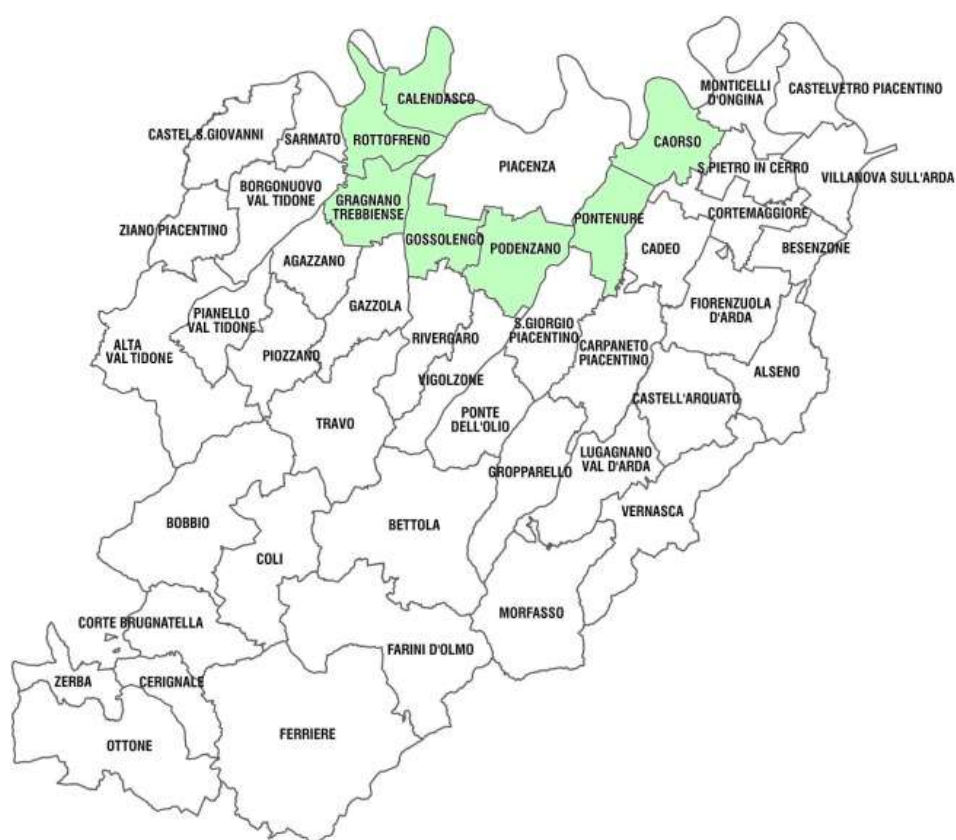 MONTICELLI
D'ONGINA
CASTELVETRO PIACENTINO
CALENDASCO
CASTEL.S.GIOVANNI
SARMATO
ROTTOFRENO
CAORSO
PIACENZA
S.PIETRO IN CERRO
VILLANOVA SULL'ARDA
BORGONUOVO
VAL TIDONE
GRAGNANO
TREBBIENSE
ZIANO PIACENTINO
CORTEMAGGIORE
PONTENURE
GOSSOLENGO
PODENZANO
CADEO
BESENZONE
AGAZZANO
GAZZOLA
FIORENZUOLA
D'ARDA
PIANELLO
VAL TIDONE
S.GIORGIO
PIACENTINO
RIVERGARO
ALTA
VAL TIDONE
PIOZZANO
CARPANETO
PIACENTINO
VIGOLZONE
ALSENO
CASTELL'ARQUATO
TRAVO
PONTE
DELL'OLIO
LUGAGNANO
VAL D'ARDA
GROPPARELLO
VERNASCA
BOBBIO
BETTOLA
COLI
MORFASSO
CORTE BRUGNATELLA
FARINI D'OLMO
ZERBA
CERIGNALE
FERRIERE
OTTONE